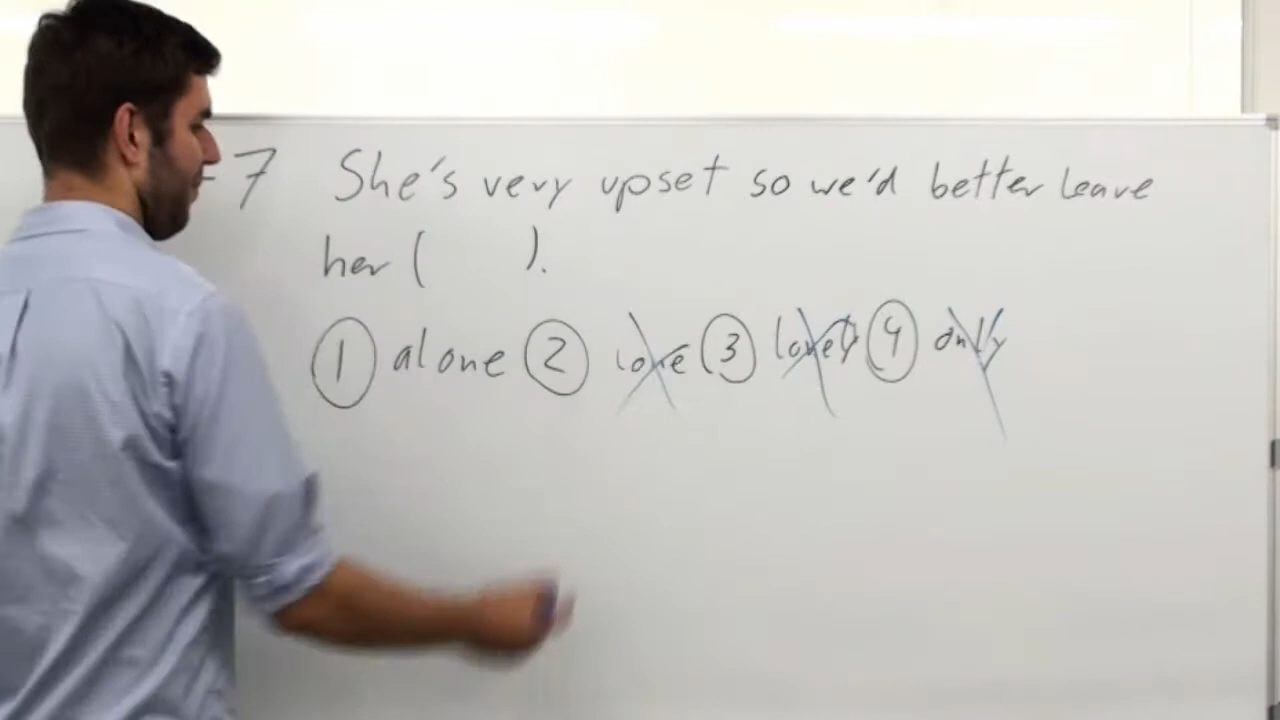 -7 She's very upset so we'd better leave
her ( ).
① alone ② lone ③ lonely ④ only